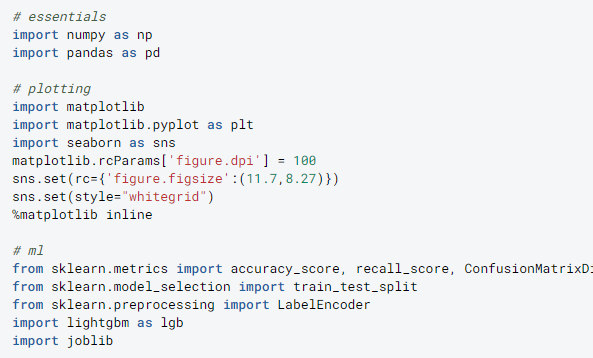 # essentials
import numpy as np
import pandas as pd
# plotting
import matplotlib
import matplotlib.pyplot as plt
import seaborn as sns
matplotlib.rcParams['figure.dpi'] = 100
sns.set(rc={'figure.figsize':(11.7,8.27)})
sns.set(style="whitegrid")
%matplotlib inline
# ml
from sklearn.metrics import accuracy_score, recall_score, ConfusionMatrixDi
from sklearn.model_selection import train_test_split
from sklearn.preprocessing import LabelEncoder
import lightgbm as lgb
import joblib